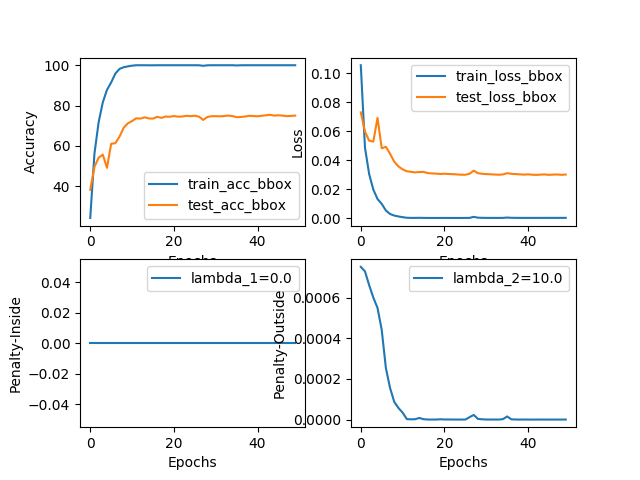 100
80
60
40
Accuracy
train_acc_bbox
test_acc_bbox
0
20
40
Epochs
0.10
0.08
0.06
0.04
0.02
0.00
Loss
train_loss_bbox
test_loss_bbox
0
20
40
Epochs
0.04
0.02
0.00
−0.02
−0.04
Penalty-Inside
lambda_1=0.0
0
20
40
Epochs
0.0006
0.0004
0.0002
0.0000
Penalty-Outside
lambda_2=10.0
0
20
40
Epochs